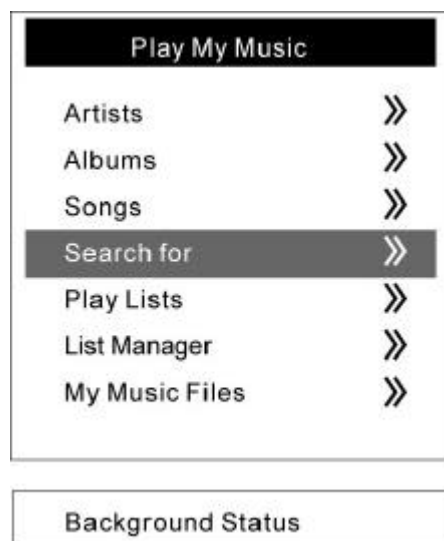 Play My Music
Artists
Albums
Songs
Search for
Play Lists
List Manager
My Music Files
Background Status